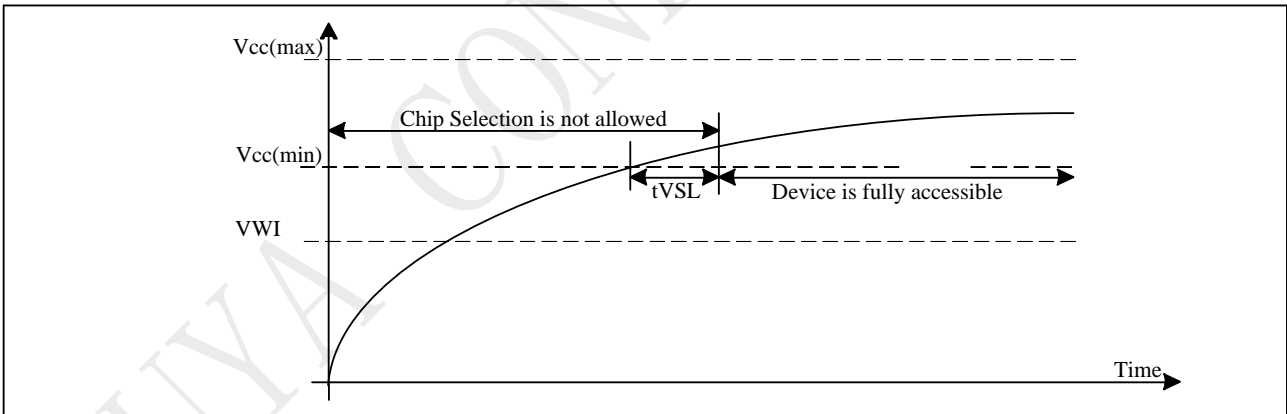 Vcc(max)
Chip Selection is not allowed
Vcc(min)
tVSL
Device is fully accessible
VWI
Time